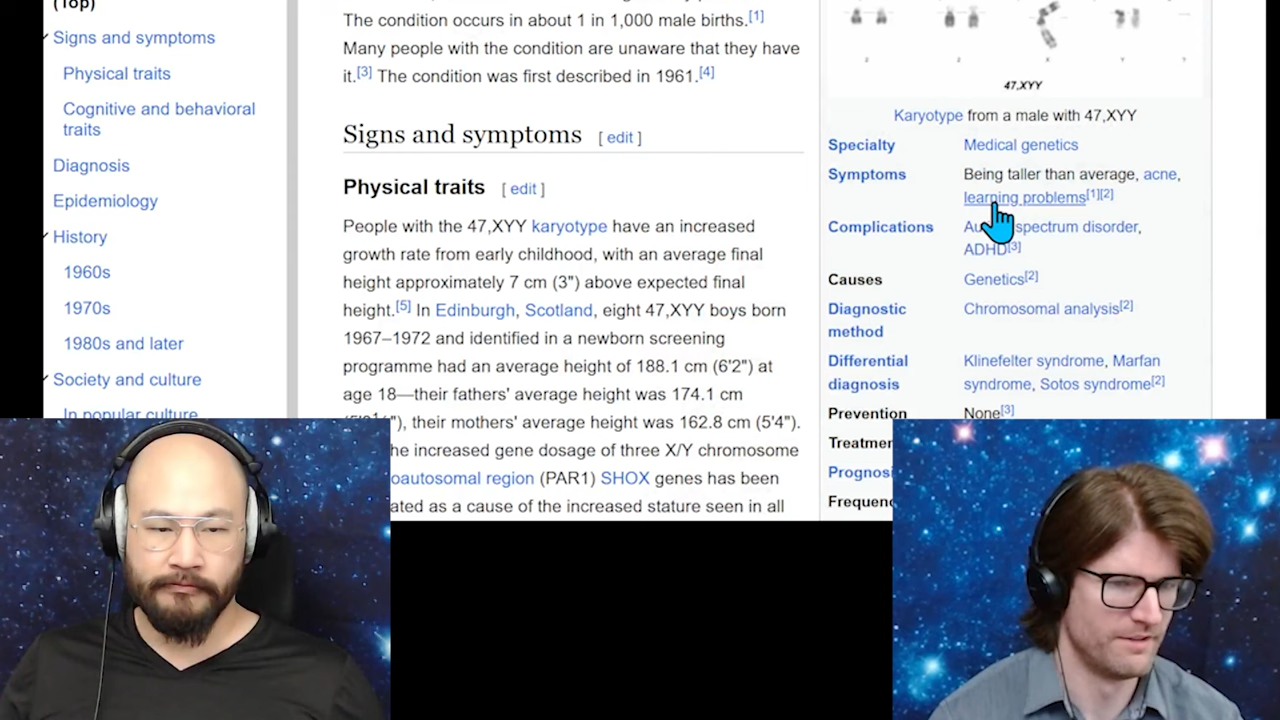 (Top)
Signs and symptoms
Physical traits
Cognitive and behavioral
traits
Diagnosis
Epidemiology
History
1960s
1970s
1980s and later
Society and culture
In popular culture
The condition occurs in about 1 in 1,000 male births.[1]
Many people with the condition are unaware that they have
it.[3] The condition was first described in 1961.[4]
Signs and symptoms [ edit ]
Physical traits [ edit ]
People with the 47,XYY karyotype have an increased
growth rate from early childhood, with an average final
height approximately 7 cm (3") above expected final
height.[5] In Edinburgh, Scotland, eight 47,XYY boys born
1967–1972 and identified in a newborn screening
programme had an average height of 188.1 cm (6'2") at
age 18—their fathers' average height was 174.1 cm
their mothers' average height was 162.8 cm (5'4").
he increased gene dosage of three X/Y chromosome
oautosomal region (PAR1) SHOX genes has been
ated as a cause of the increased stature seen in all
X
Y
47,XYY
Karyotype from a male with 47,XYY
Specialty Medical genetics
Symptoms Being taller than average, acne,
learning problems[1][2]
Complications Au spectrum disorder,
ADHD[3]
Causes Genetics[2]
Diagnostic Chromosomal analysis[2]
method
Differential Klinefelter syndrome, Marfan
diagnosis syndrome, Sotos syndrome[2]
Prevention None[3]
Treatmen
Prognosi
Frequenc